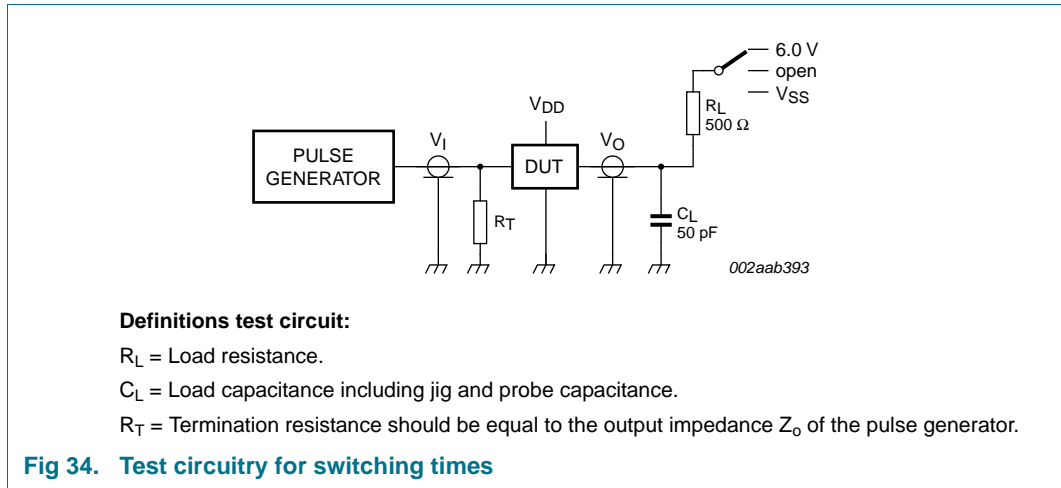 6.0 V
open
VSS
RL
500 Ω
VDD
VI
VO
PULSE
GENERATOR
DUT
RT
CL
50 pF
002aab393
Definitions test circuit:
RL = Load resistance.
CL = Load capacitance including jig and probe capacitance.
RT = Termination resistance should be equal to the output impedance Zo of the pulse generator.
Fig 34. Test circuitry for switching times